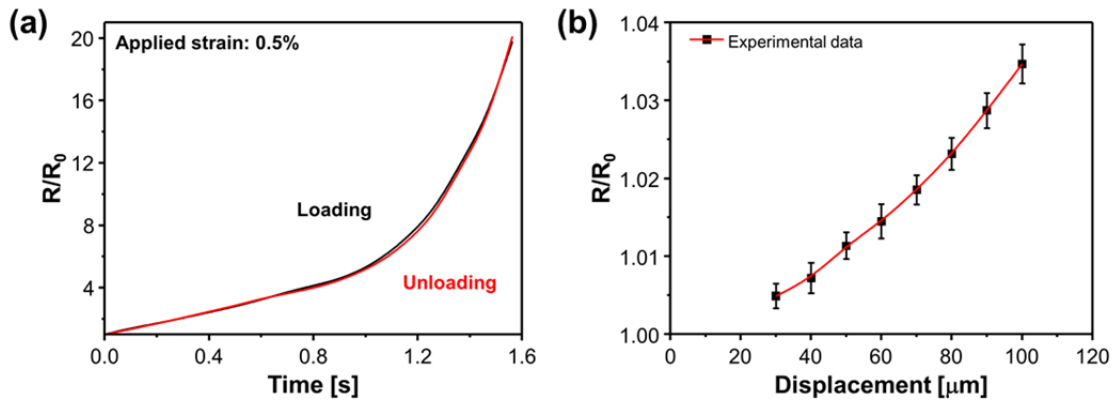 (a)
Applied strain: 0.5%
20
16
12
8
4
R/R0
Loading
Unloading
0.0 0.4 0.8 1.2 1.6
Time [s]
(b)
Experimental data
1.04
1.03
1.02
1.01
1.00
R/R0
0 20 40 60 80 100 120
Displacement [μm]